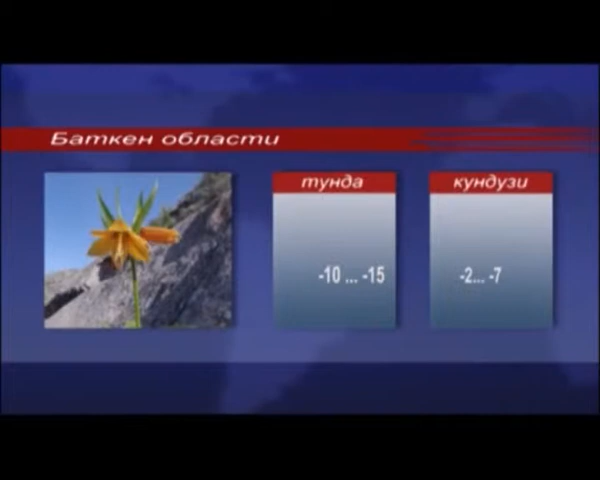 Баткен области
тунда
кундузи
-10 ... -15
-2... -7